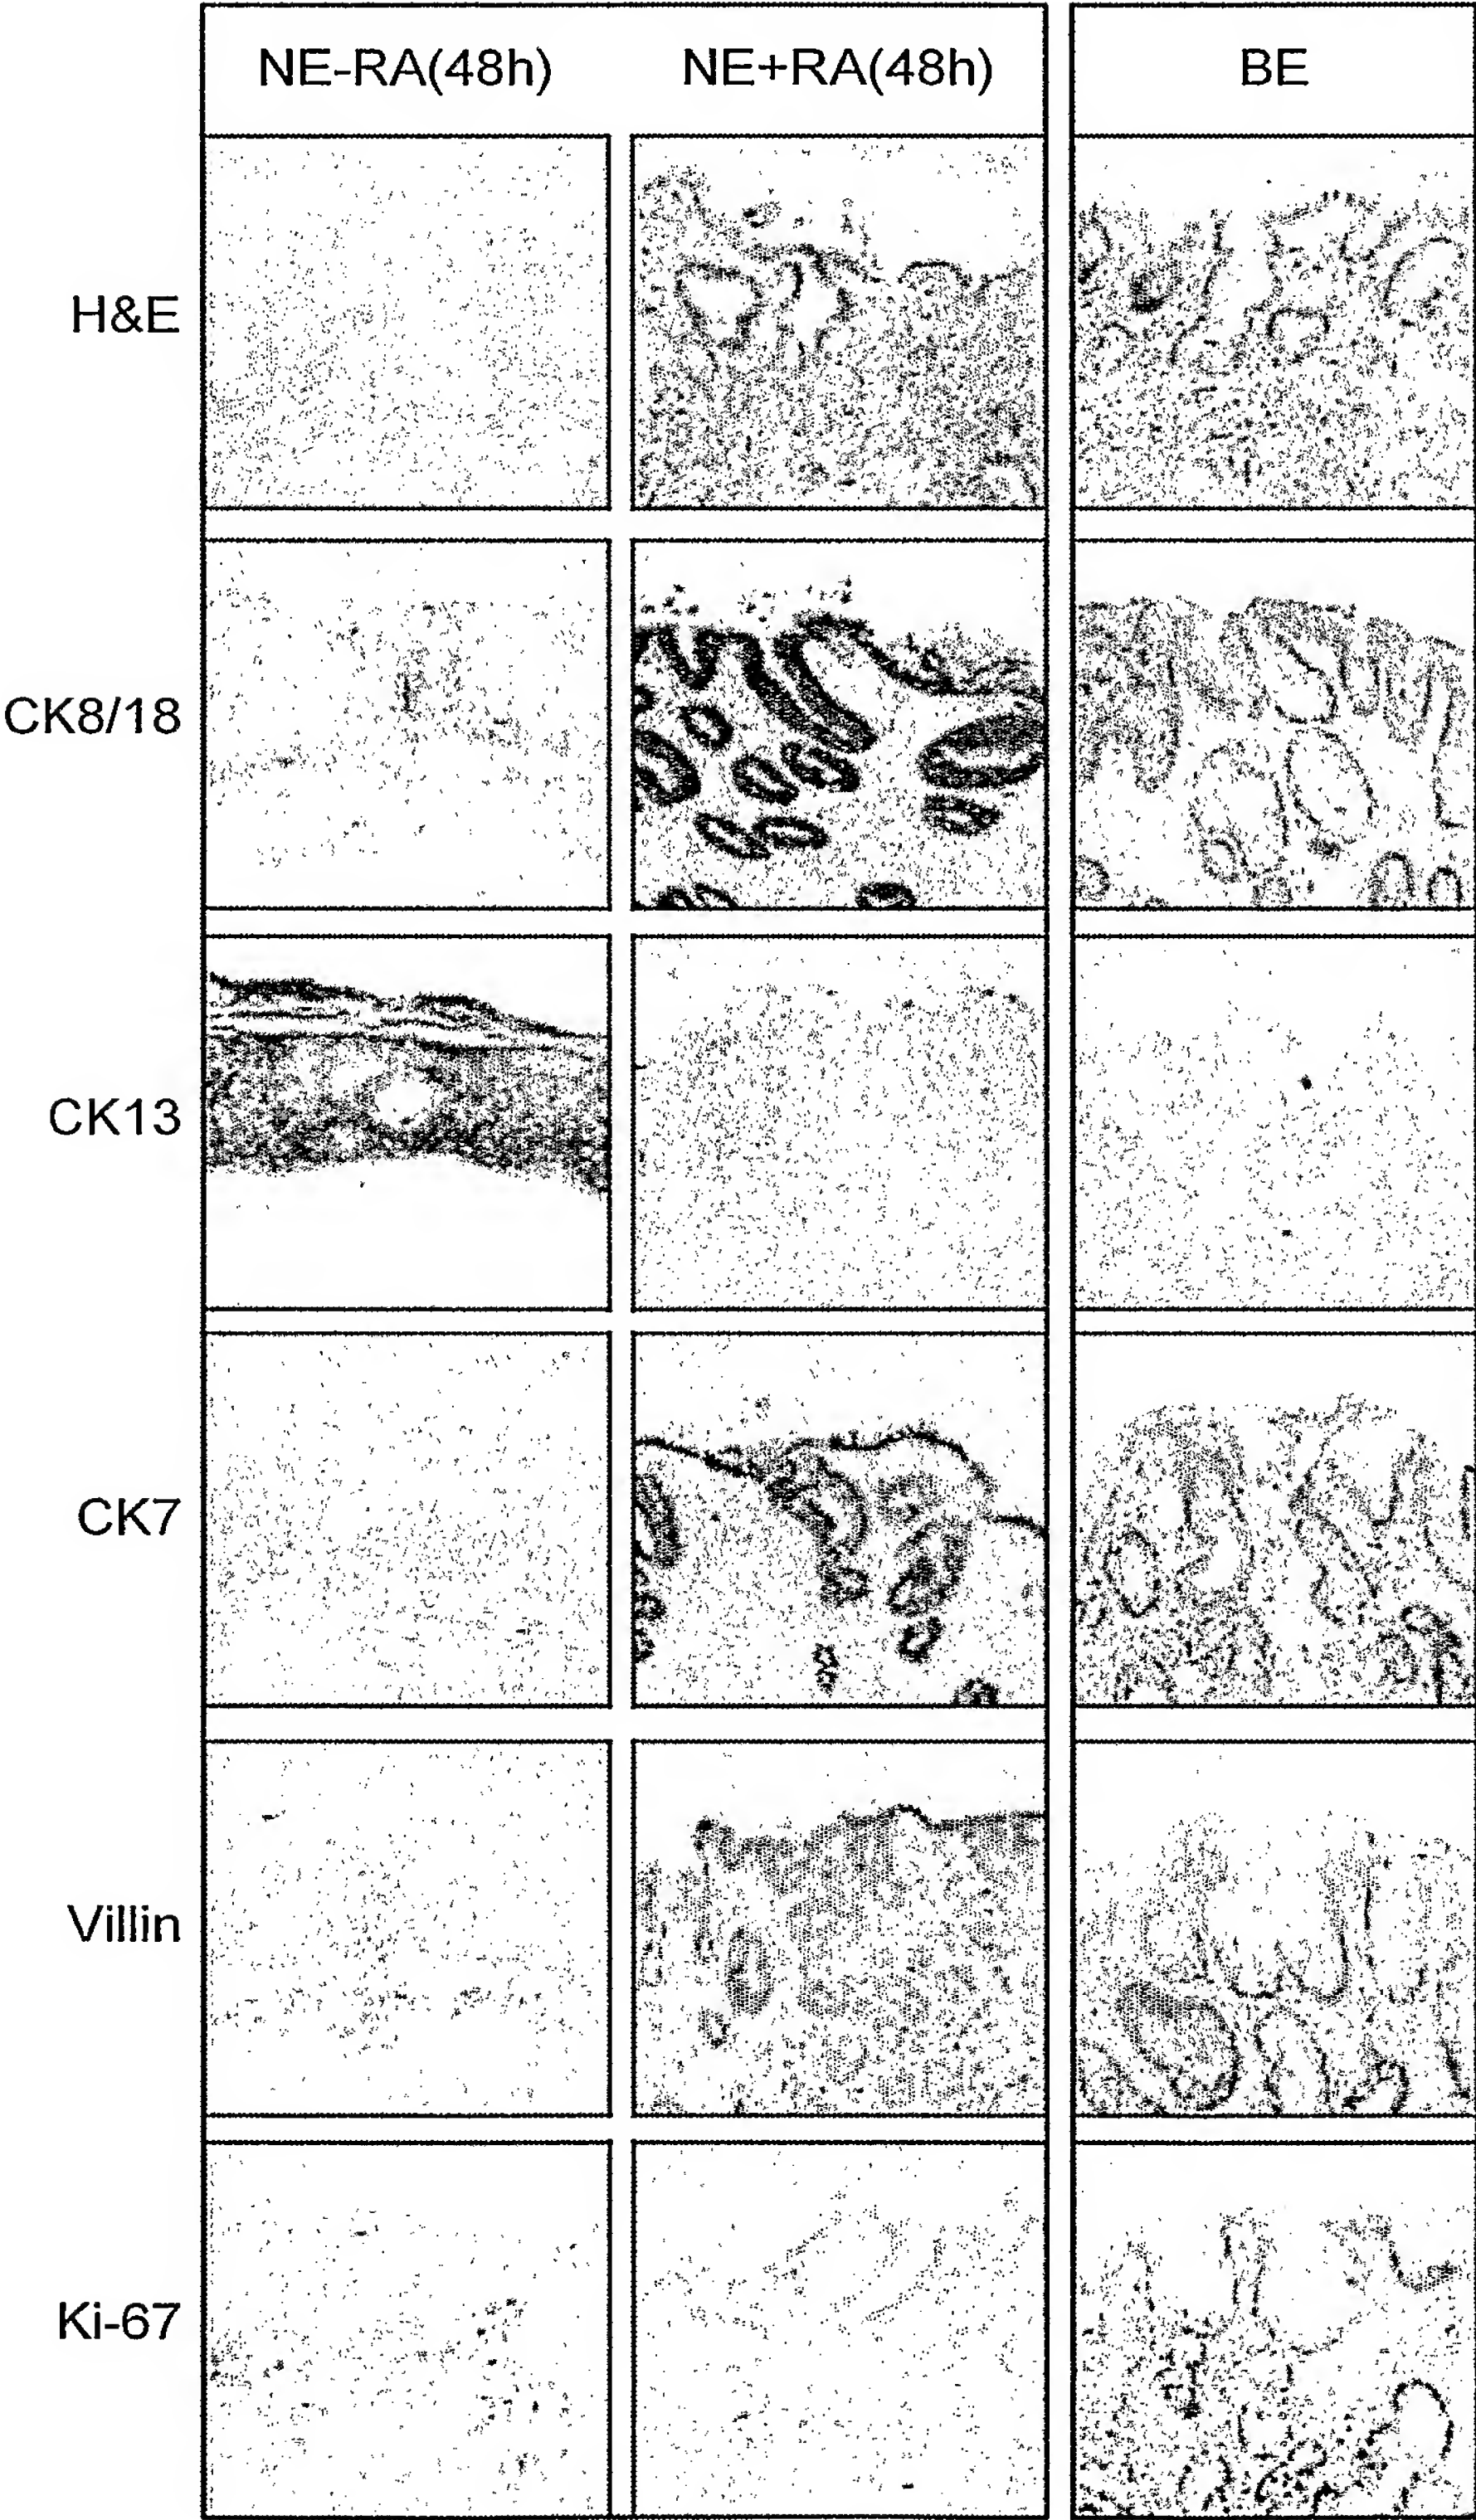 NE-RA(48h) NE+RA(48h) BE
H&E
CK8/18
CK13
CK7
Villin
Ki-67